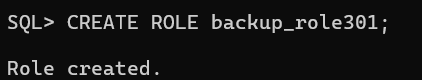 SQL> CREATE ROLE backup_role301;
Role created.